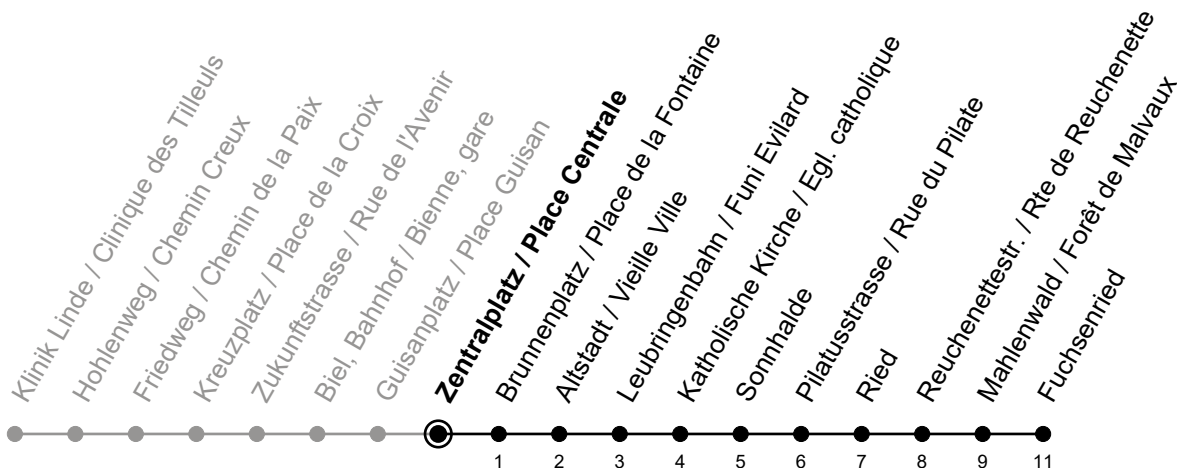 Klinik Linde / Clinique des Tilleuls
Hohlenweg / Chemin Creux
Friedweg / Chemin de la Paix
Kreuzplatz / Place de la Croix
Zukunftstrasse / Rue de l'Avenir
Biel, Bahnhof / Bienne, gare
Guisanplatz / Place Guisan
Zentralplatz / Place Centrale
Brunnenplatz / Place de la Fontaine
Altstadt / Vieille Ville
Leubringenbahn / Funi Evilard
Katholische Kirche / Egl. catholique
Sonnhalde
Pilatusstrasse / Rue du Pilate
Ried
Reuchenettestr. / Rte de Reuchenette
Mahlenwald / Forêt de Malvaux
Fuchsenried
1 2 3 4 5 6 7 8 9 11